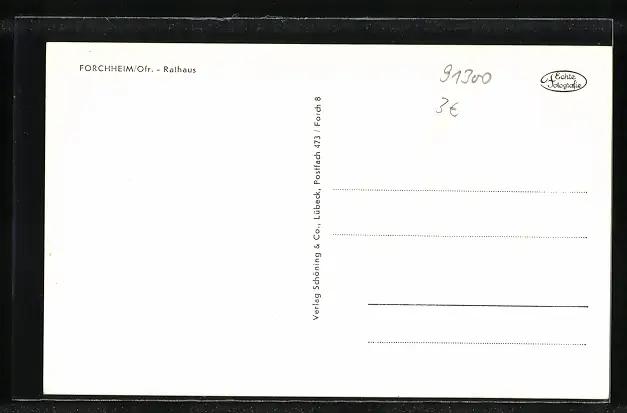 FORCHHEIM/Ofr. - Rathaus
91300
3€
Echte
Fotografie
Verlag Schöning & Co., Lübeck, Postfach 473 / Forch 8